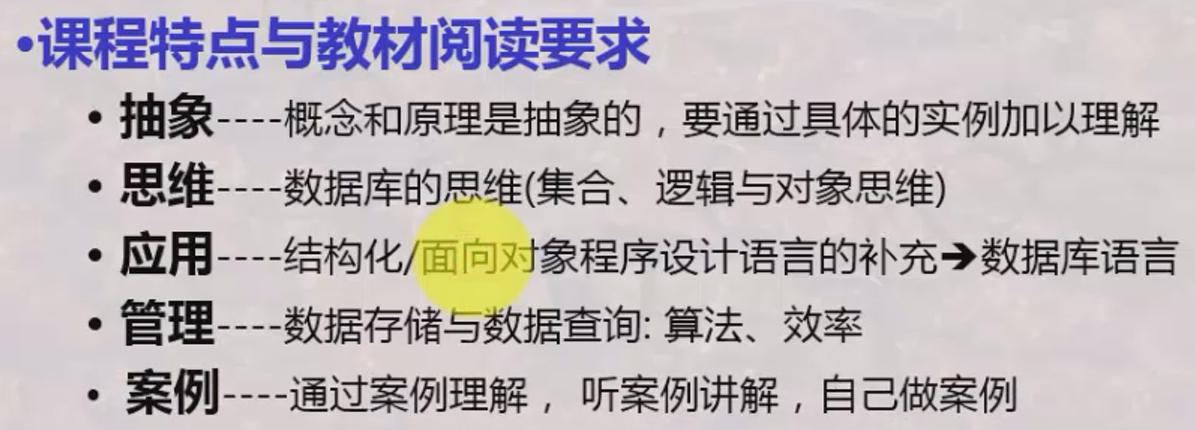 •课程特点与教材阅读要求
• 抽象----概念和原理是抽象的，要通过具体的实例加以理解
• 思维----数据库的思维(集合、逻辑与对象思维)
• 应用----结构化/面向对象程序设计语言的补充➔数据库语言
• 管理----数据存储与数据查询: 算法、效率
• 案例----通过案例理解， 听案例讲解，自己做案例